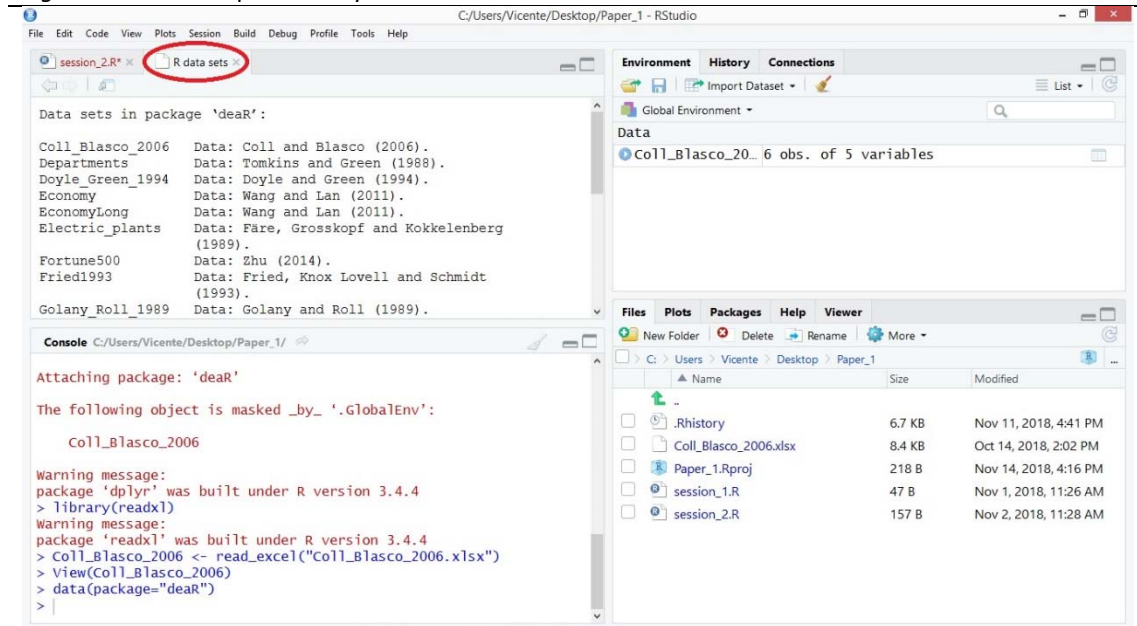 C:/Users/Vicente/Desktop/Paper_1 - RStudio
File Edit Code View Plots Session Build Debug Profile Tools Help
session_2.R* R data sets
Data sets in package ‘deaR’:
Coll_Blasco_2006 Data: Coll and Blasco (2006).
Departments Data: Tomkins and Green (1988).
Doyle_Green_1994 Data: Doyle and Green (1994).
Economy Data: Wang and Lan (2011).
EconomyLong Data: Wang and Lan (2011).
Electric_plants Data: Färe, Grosskopf and Kokkelenberg
(1989).
Fortune500 Data: Zhu (2014).
Fried1993 Data: Fried, Knox Lovell and Schmidt
(1993).
Golany_Roll_1989 Data: Golany and Roll (1989).
Console C:/Users/Vicente/Desktop/Paper_1/
Attaching package: ‘deaR’
The following object is masked _by_ ‘.GlobalEnv’:
Coll_Blasco_2006
Warning message:
package ‘dplyr’ was built under R version 3.4.4
> library(readxl)
Warning message:
package ‘readxl’ was built under R version 3.4.4
> Coll_Blasco_2006 <- read_excel("Coll_Blasco_2006.xlsx")
> View(Coll_Blasco_2006)
> data(package="deaR")
>
Environment History Connections
Import Dataset List
Global Environment
Data
Coll_Blasco_20… 6 obs. of 5 variables
Files Plots Packages Help Viewer
New Folder Delete Rename More
C: > Users > Vicente > Desktop > Paper_1
Name Size Modified
..
.Rhistory 6.7 KB Nov 11, 2018, 4:41 PM
Coll_Blasco_2006.xlsx 8.4 KB Oct 14, 2018, 2:02 PM
Paper_1.Rproj 218 B Nov 14, 2018, 4:16 PM
session_1.R 47 B Nov 1, 2018, 11:26 AM
session_2.R 157 B Nov 2, 2018, 11:28 AM